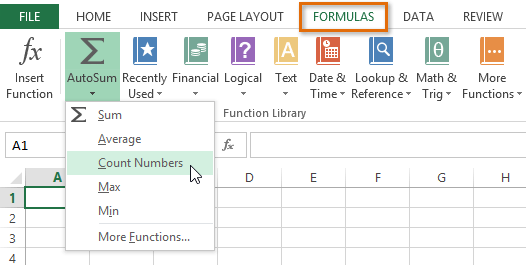 FILE HOME INSERT PAGE LAYOUT FORMULAS DATA REVIEW
fx Σ Σ A θ
Insert Function
AutoSum
Recently Used
Financial
Logical
Text
Date & Time
Lookup & Reference
Math & Trig
More Functions
Function Library
Σ Sum
Average
Count Numbers
Max
Min
More Functions...
A1 fx
A D E F G H
1
2
3
4